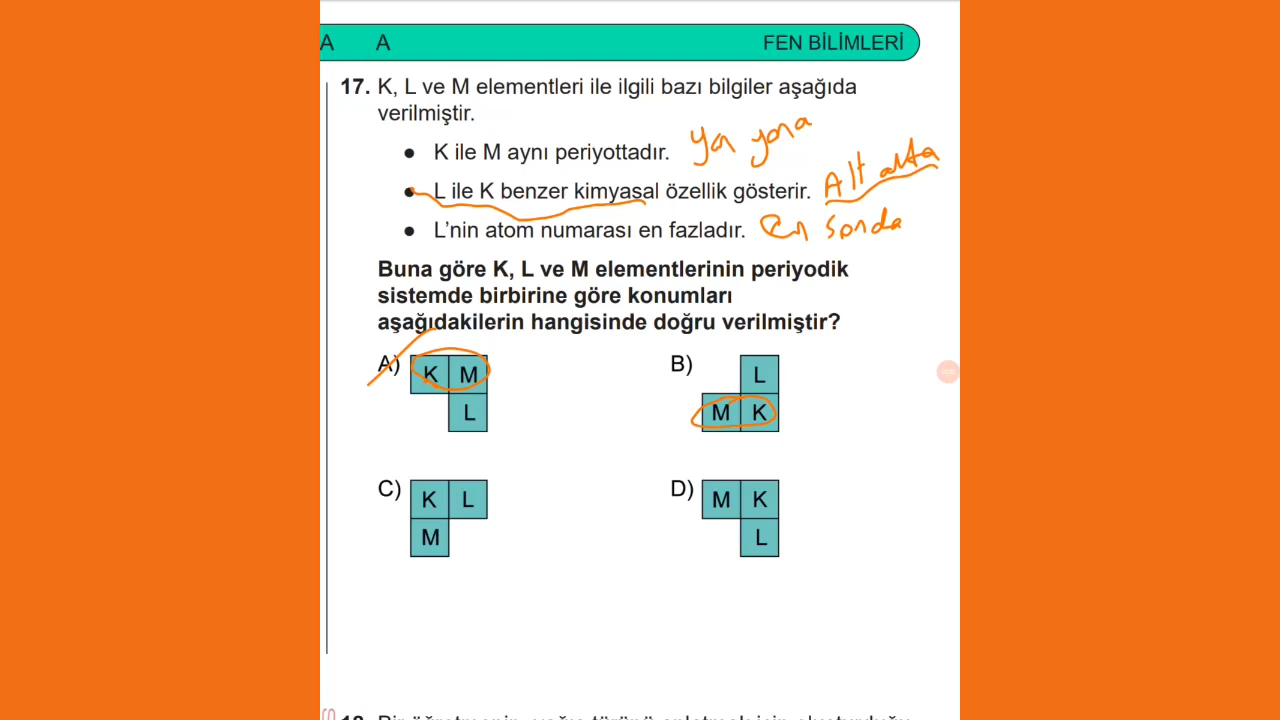 A A FEN BİLİMLERİ
17. K, L ve M elementleri ile ilgili bazı bilgiler aşağıda
verilmiştir.
● K ile M aynı periyottadır. Yan yana
● L ile K benzer kimyasal özellik gösterir. Alt alta
● L'nin atom numarası en fazladır. En sonda
Buna göre K, L ve M elementlerinin periyodik
sistemde birbirine göre konumları
aşağıdakilerin hangisinde doğru verilmiştir?
A) K M
L
B) L
M K
C) K L
M
D) M K
L